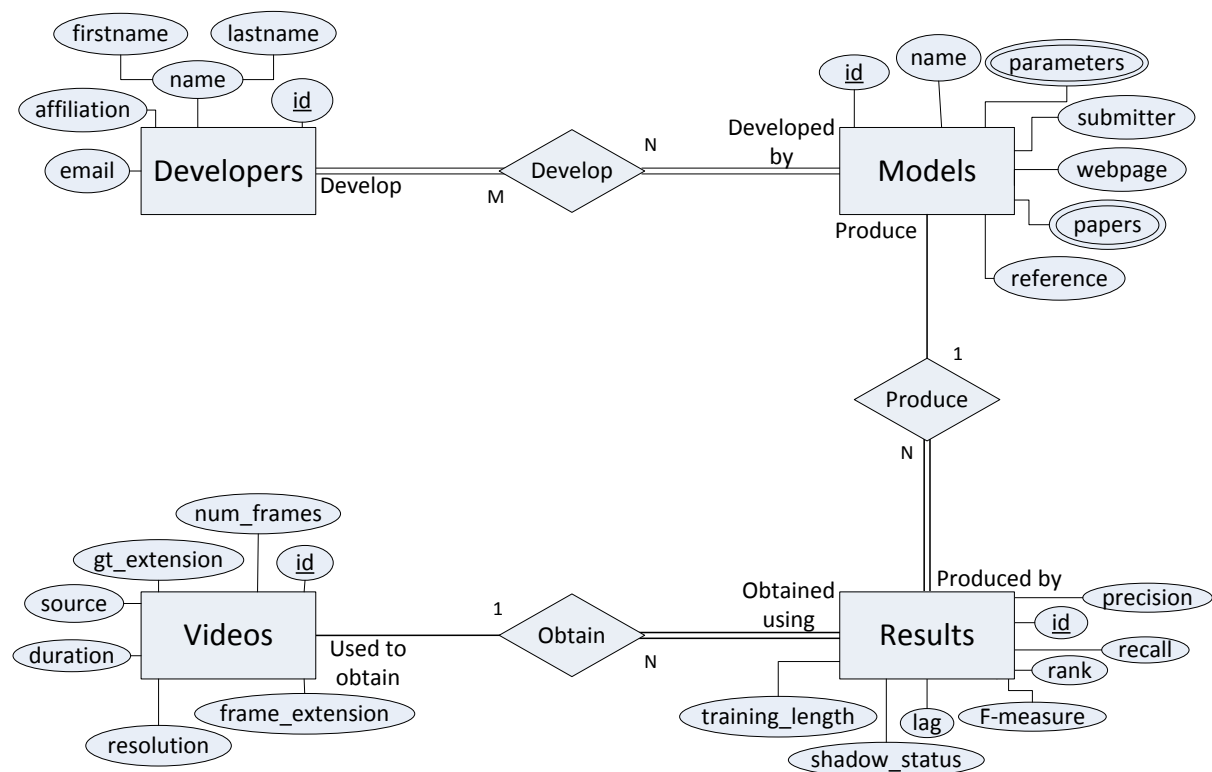 firstname
lastname
name
id
affiliation
email
Developers
Develop
M
Develop
N
Developed
by
id
name
parameters
submitter
webpage
papers
reference
Models
Produce
1
Produce
N
Produced by
num_frames
gt_extension
id
source
duration
resolution
frame_extension
Videos
Used to
obtain
1
Obtain
N
Obtained
using
Results
precision
id
recall
rank
F-measure
lag
training_length
shadow_status